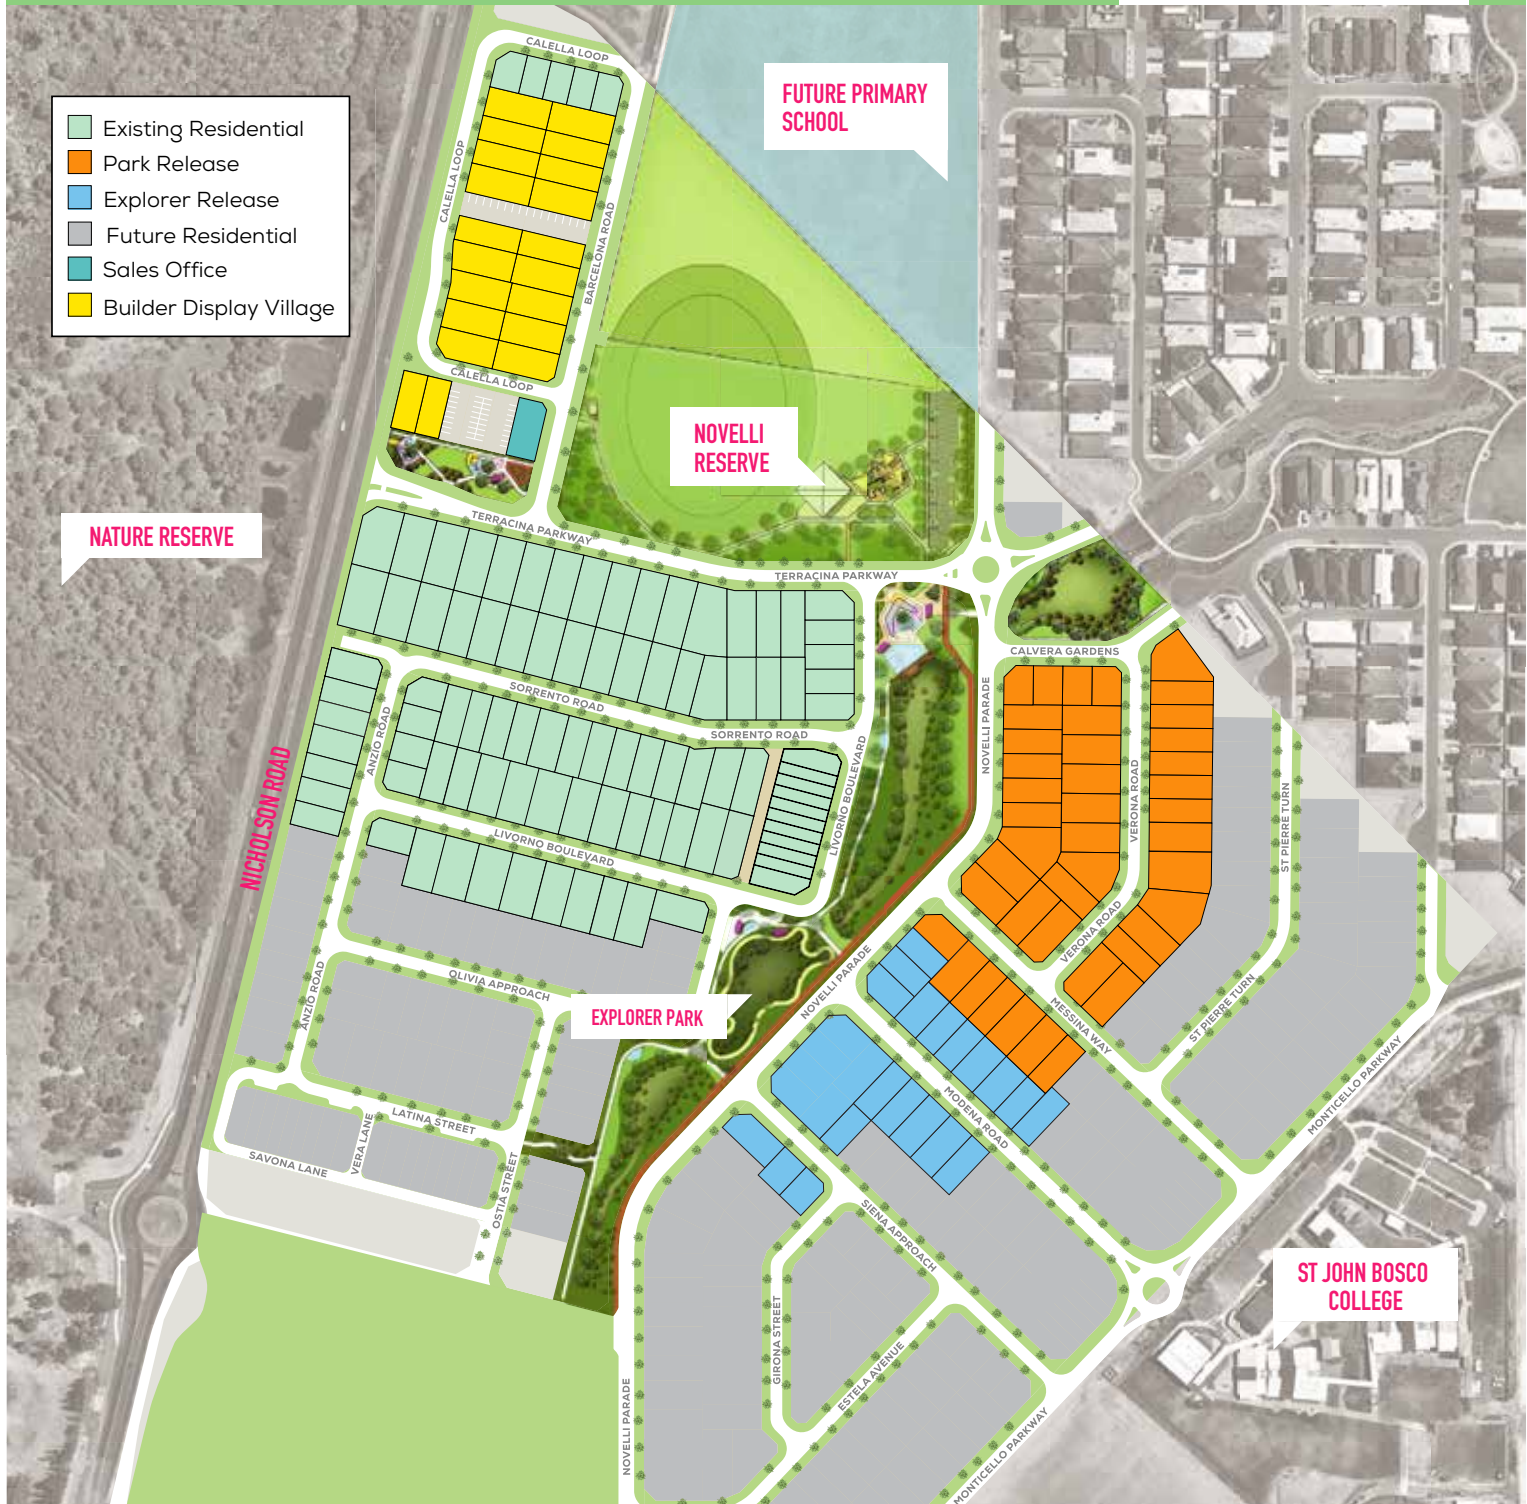 CALELLA LOOP
FUTURE PRIMARY
SCHOOL
Existing Residential
Park Release
Explorer Release
Future Residential
Sales Office
Builder Display Village
CALELLA LOOP
BARCELONA ROAD
CALELLA LOOP
NOVELLI
RESERVE
NATURE RESERVE
TERRACINA PARKWAY
TERRACINA PARKWAY
CALVERA GARDENS
SORRENTO ROAD
SORRENTO ROAD
ANZIO ROAD
NOVELLI PARADE
NICHOLSON ROAD
LIVORNO BOULEVARD
VERONA ROAD
ST PIERRE TURN
LIVORNO BOULEVARD
VERONA ROAD
OLIVIA APPROACH
ANZIO ROAD
NOVELLI PARADE
EXPLORER PARK
MESSINA WAY
ST PIERRE TURN
MONTICELLO PARKWAY
LATINA STREET
VERA LANE
SAVONA LANE
OSTIA STREET
MODENA ROAD
SIENA APPROACH
ST JOHN BOSCO
COLLEGE
GIRONA STREET
ESTELA AVENUE
NOVELLI PARADE
MONTICELLO PARKWAY